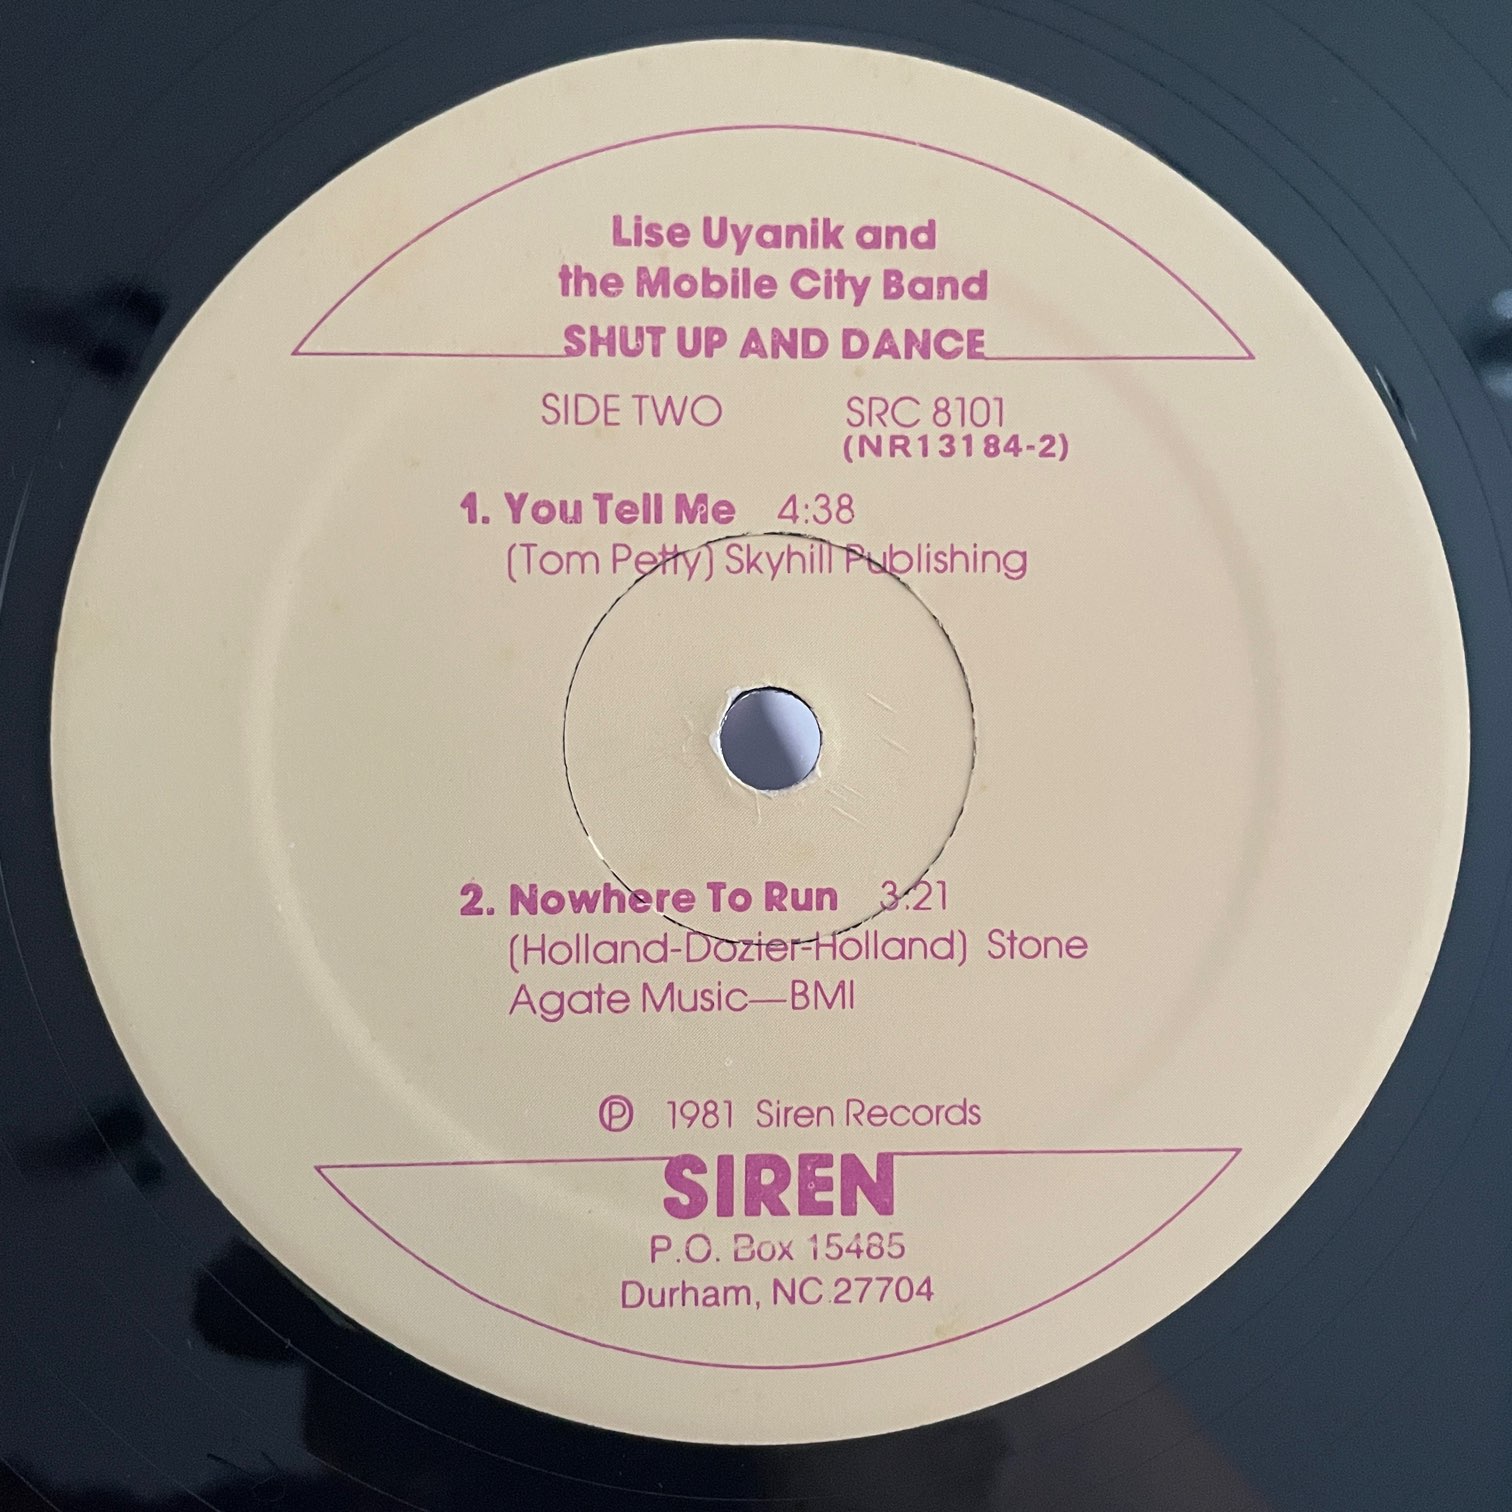 Lise Uyanik and
the Mobile City Band
SHUT UP AND DANCE
SIDE TWO SRC 8101
(NR13184-2)
1. You Tell Me 4:38
(Tom Petty) Skyhill Publishing
2. Nowhere To Run 3:21
(Holland-Dozier-Holland) Stone
Agate Music—BMI
℗ 1981 Siren Records
SIREN
P.O. Box 15485
Durham, NC 27704